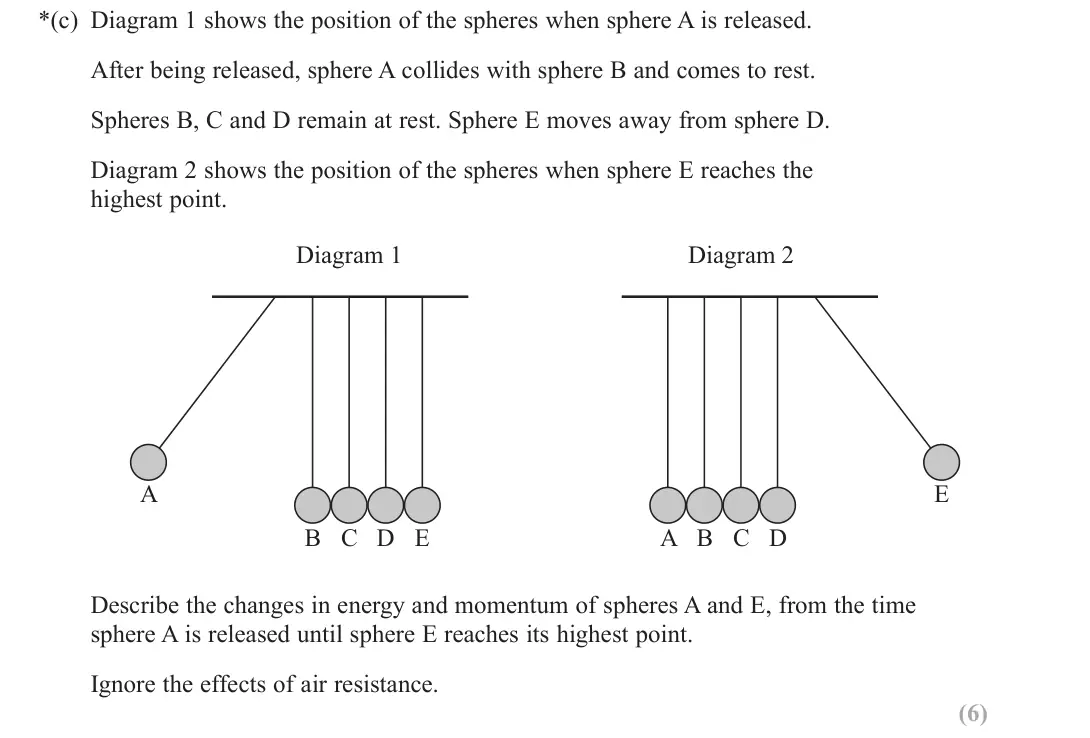 *(c) Diagram 1 shows the position of the spheres when sphere A is released.
After being released, sphere A collides with sphere B and comes to rest.
Spheres B, C and D remain at rest. Sphere E moves away from sphere D.
Diagram 2 shows the position of the spheres when sphere E reaches the
highest point.
Diagram 1
Diagram 2
A
B C D E
A B C D
E
Describe the changes in energy and momentum of spheres A and E, from the time
sphere A is released until sphere E reaches its highest point.
Ignore the effects of air resistance.
(6)